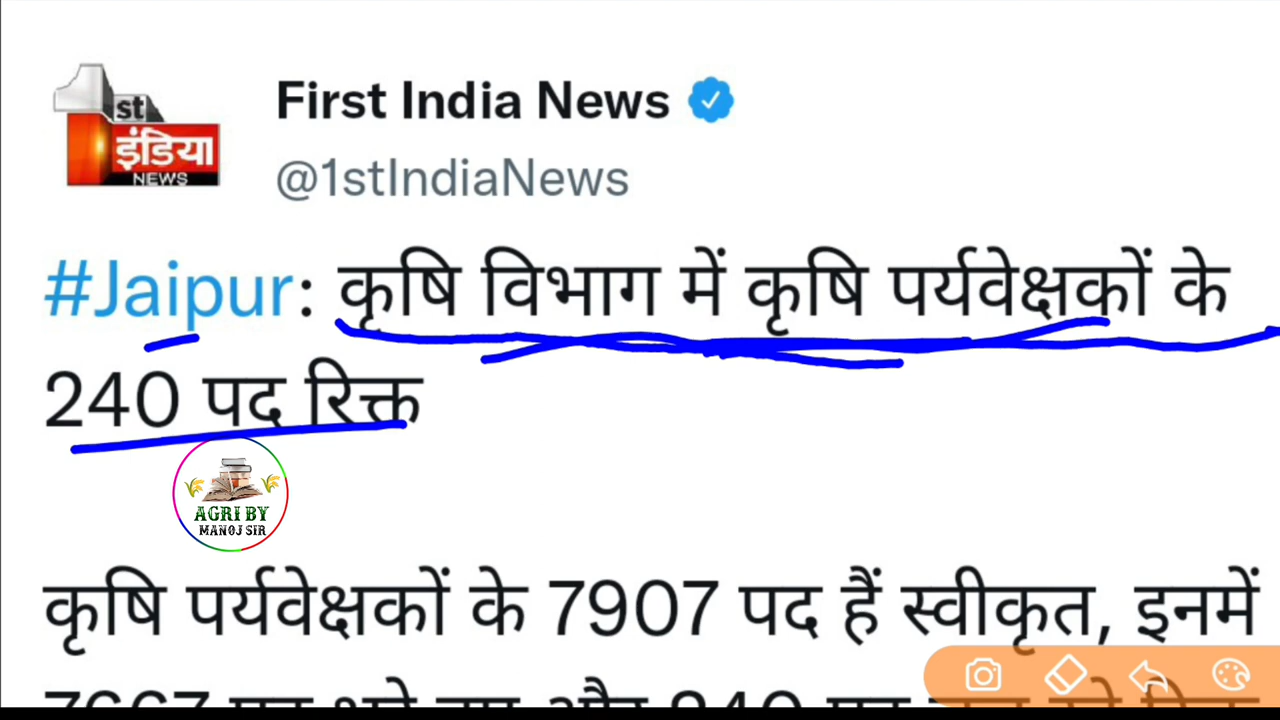 1st
इंडिया
NEWS
First India News
@1stIndiaNews
#Jaipur: कृषि विभाग में कृषि पर्यवेक्षकों के
240 पद रिक्त
AGRI BY
MANOJ SIR
कृषि पर्यवेक्षकों के 7907 पद हैं स्वीकृत, इनमें